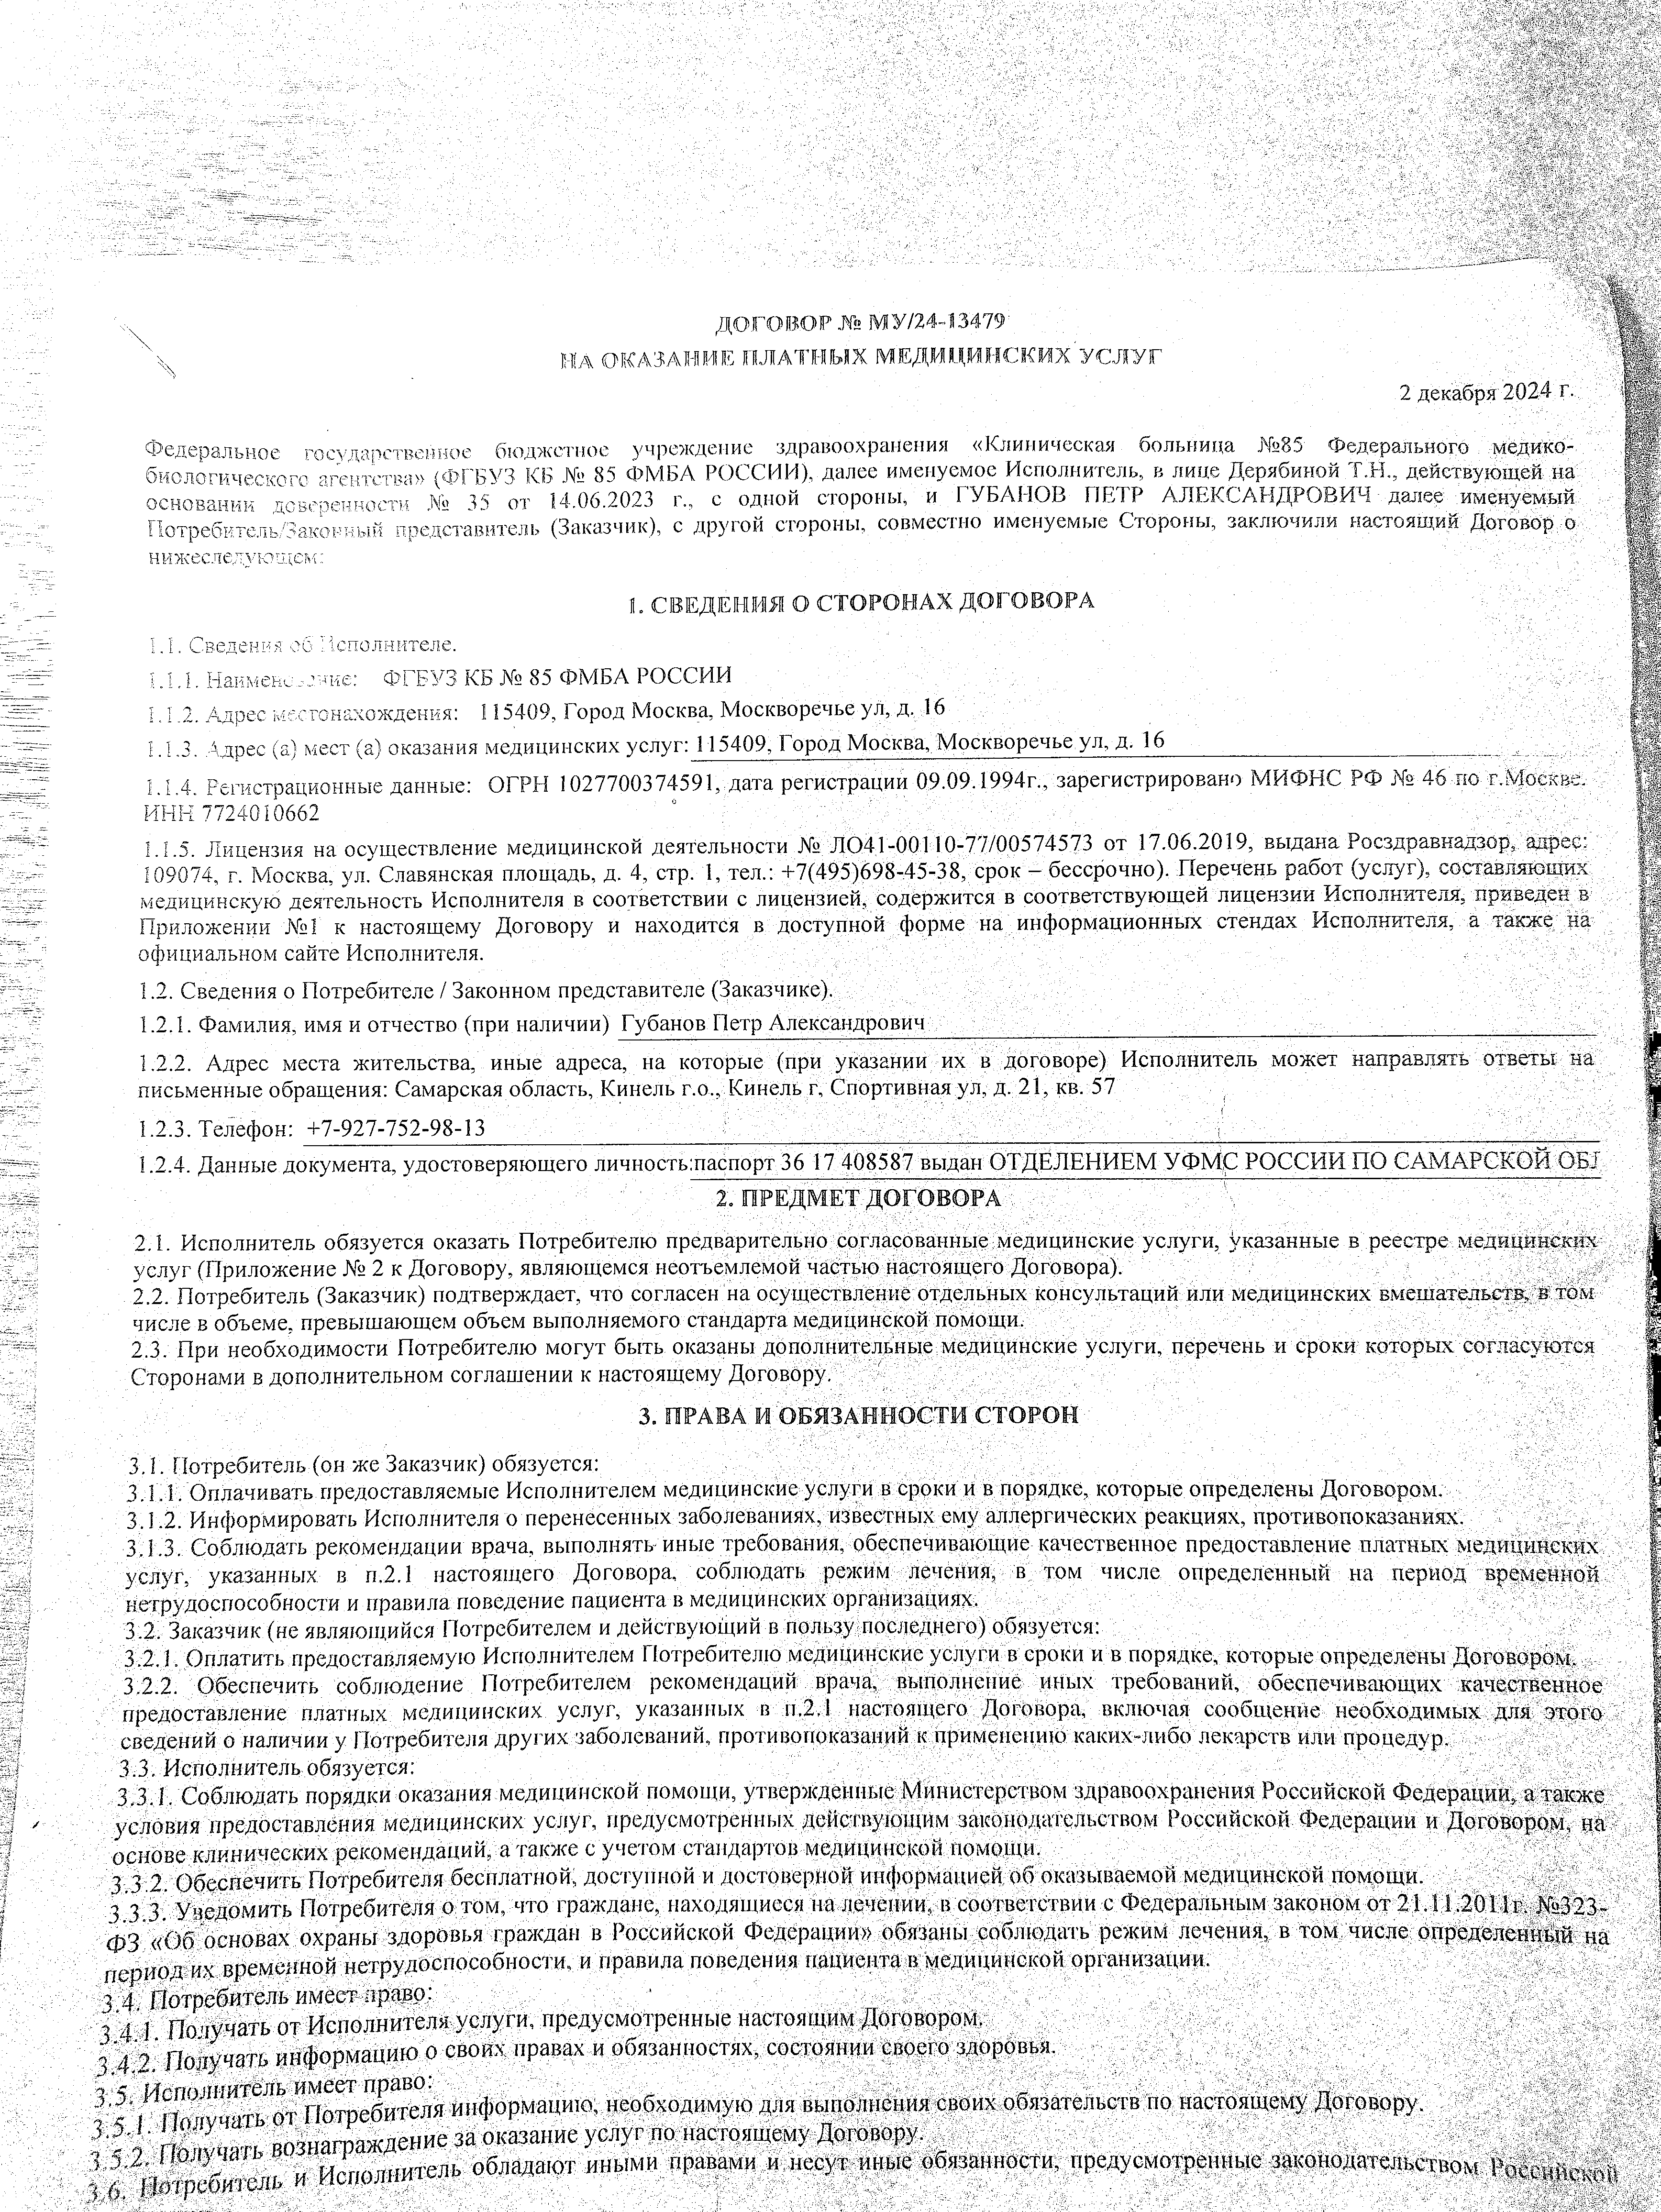 ДОГОВОР № МУ/24-13479
НА ОКАЗАНИЕ ПЛАТНЫХ МЕДИЦИНСКИХ УСЛУГ
2 декабря 2024 г.
Федеральное государственное бюджетное учреждение здравоохранения «Клиническая больница №85 Федерального медико-
биологического агентства» (ФГБУЗ КБ № 85 ФМБА РОССИИ), далее именуемое Исполнитель, в лице Дерябиной Т.Н., действующей на
основании доверенности № 35 от 14.06.2023 г., с одной стороны, и ГУБАНОВ ПЕТР АЛЕКСАНДРОВИЧ далее именуемый
Потребитель/Законный представитель (Заказчик), с другой стороны, совместно именуемые Стороны, заключили настоящий Договор о
нижеследующем:
1. СВЕДЕНИЯ О СТОРОНАХ ДОГОВОРА
1.1. Сведения об Исполнителе.
1.1.1. Наименование: ФГБУЗ КБ № 85 ФМБА РОССИИ
1.1.2. Адрес местонахождения: 115409, Город Москва, Москворечье ул, д. 16
1.1.3. Адрес (а) мест (а) оказания медицинских услуг: 115409, Город Москва, Москворечье ул, д. 16
1.1.4. Регистрационные данные: ОГРН 1027700374591, дата регистрации 09.09.1994г., зарегистрировано МИФНС РФ № 46 по г.Москве.
ИНН 7724010662
1.1.5. Лицензия на осуществление медицинской деятельности № ЛО41-00110-77/00574573 от 17.06.2019, выдана Росздравнадзор, адрес:
109074, г. Москва, ул. Славянская площадь, д. 4, стр. 1, тел.: +7(495)698-45-38, срок – бессрочно). Перечень работ (услуг), составляющих
медицинскую деятельность Исполнителя в соответствии с лицензией, содержится в соответствующей лицензии Исполнителя, приведен в
Приложении №1 к настоящему Договору и находится в доступной форме на информационных стендах Исполнителя, а также на
официальном сайте Исполнителя.
1.2. Сведения о Потребителе / Законном представителе (Заказчике).
1.2.1. Фамилия, имя и отчество (при наличии) Губанов Петр Александрович
1.2.2. Адрес места жительства, иные адреса, на которые (при указании их в договоре) Исполнитель может направлять ответы на
письменные обращения: Самарская область, Кинель г.о., Кинель г, Спортивная ул, д. 21, кв. 57
1.2.3. Телефон: +7-927-752-98-13
1.2.4. Данные документа, удостоверяющего личность:паспорт 36 17 408587 выдан ОТДЕЛЕНИЕМ УФМС РОССИИ ПО САМАРСКОЙ ОБЛ
2. ПРЕДМЕТ ДОГОВОРА
2.1. Исполнитель обязуется оказать Потребителю предварительно согласованные медицинские услуги, указанные в реестре медицинских
услуг (Приложение № 2 к Договору, являющемся неотъемлемой частью настоящего Договора).
2.2. Потребитель (Заказчик) подтверждает, что согласен на осуществление отдельных консультаций или медицинских вмешательств, в том
числе в объеме, превышающем объем выполняемого стандарта медицинской помощи.
2.3. При необходимости Потребителю могут быть оказаны дополнительные медицинские услуги, перечень и сроки которых согласуются
Сторонами в дополнительном соглашении к настоящему Договору.
3. ПРАВА И ОБЯЗАННОСТИ СТОРОН
3.1. Потребитель (он же Заказчик) обязуется:
3.1.1. Оплачивать предоставляемые Исполнителем медицинские услуги в сроки и в порядке, которые определены Договором.
3.1.2. Информировать Исполнителя о перенесенных заболеваниях, известных ему аллергических реакциях, противопоказаниях.
3.1.3. Соблюдать рекомендации врача, выполнять иные требования, обеспечивающие качественное предоставление платных медицинских
услуг, указанных в п.2.1 настоящего Договора, соблюдать режим лечения, в том числе определенный на период временной
нетрудоспособности и правила поведение пациента в медицинских организациях.
3.2. Заказчик (не являющийся Потребителем и действующий в пользу последнего) обязуется:
3.2.1. Оплатить предоставляемую Исполнителем Потребителю медицинские услуги в сроки и в порядке, которые определены Договором.
3.2.2. Обеспечить соблюдение Потребителем рекомендаций врача, выполнение иных требований, обеспечивающих качественное
предоставление платных медицинских услуг, указанных в п.2.1 настоящего Договора, включая сообщение необходимых для этого
сведений о наличии у Потребителя других заболеваний, противопоказаний к применению каких-либо лекарств или процедур.
3.3. Исполнитель обязуется:
3.3.1. Соблюдать порядки оказания медицинской помощи, утвержденные Министерством здравоохранения Российской Федерации, а также
условия предоставления медицинских услуг, предусмотренных действующим законодательством Российской Федерации и Договором, на
основе клинических рекомендаций, а также с учетом стандартов медицинской помощи.
3.3.2. Обеспечить Потребителя бесплатной, доступной и достоверной информацией об оказываемой медицинской помощи.
3.3.3. Уведомить Потребителя о том, что граждане, находящиеся на лечении, в соответствии с Федеральным законом от 21.11.2011г. №323-
ФЗ «Об основах охраны здоровья граждан в Российской Федерации» обязаны соблюдать режим лечения, в том числе определенный на
период их временной нетрудоспособности, и правила поведения пациента в медицинской организации.
3.4. Потребитель имеет право:
3.4.1. Получать от Исполнителя услуги, предусмотренные настоящим Договором.
3.4.2. Получать информацию о своих правах и обязанностях, состоянии своего здоровья.
3.5. Исполнитель имеет право:
3.5.1. Получать от Потребителя информацию, необходимую для выполнения своих обязательств по настоящему Договору.
3.5.2. Получать вознаграждение за оказание услуг по настоящему Договору.
3.6. Потребитель и Исполнитель обладают иными правами и несут иные обязанности, предусмотренные законодательством Российской